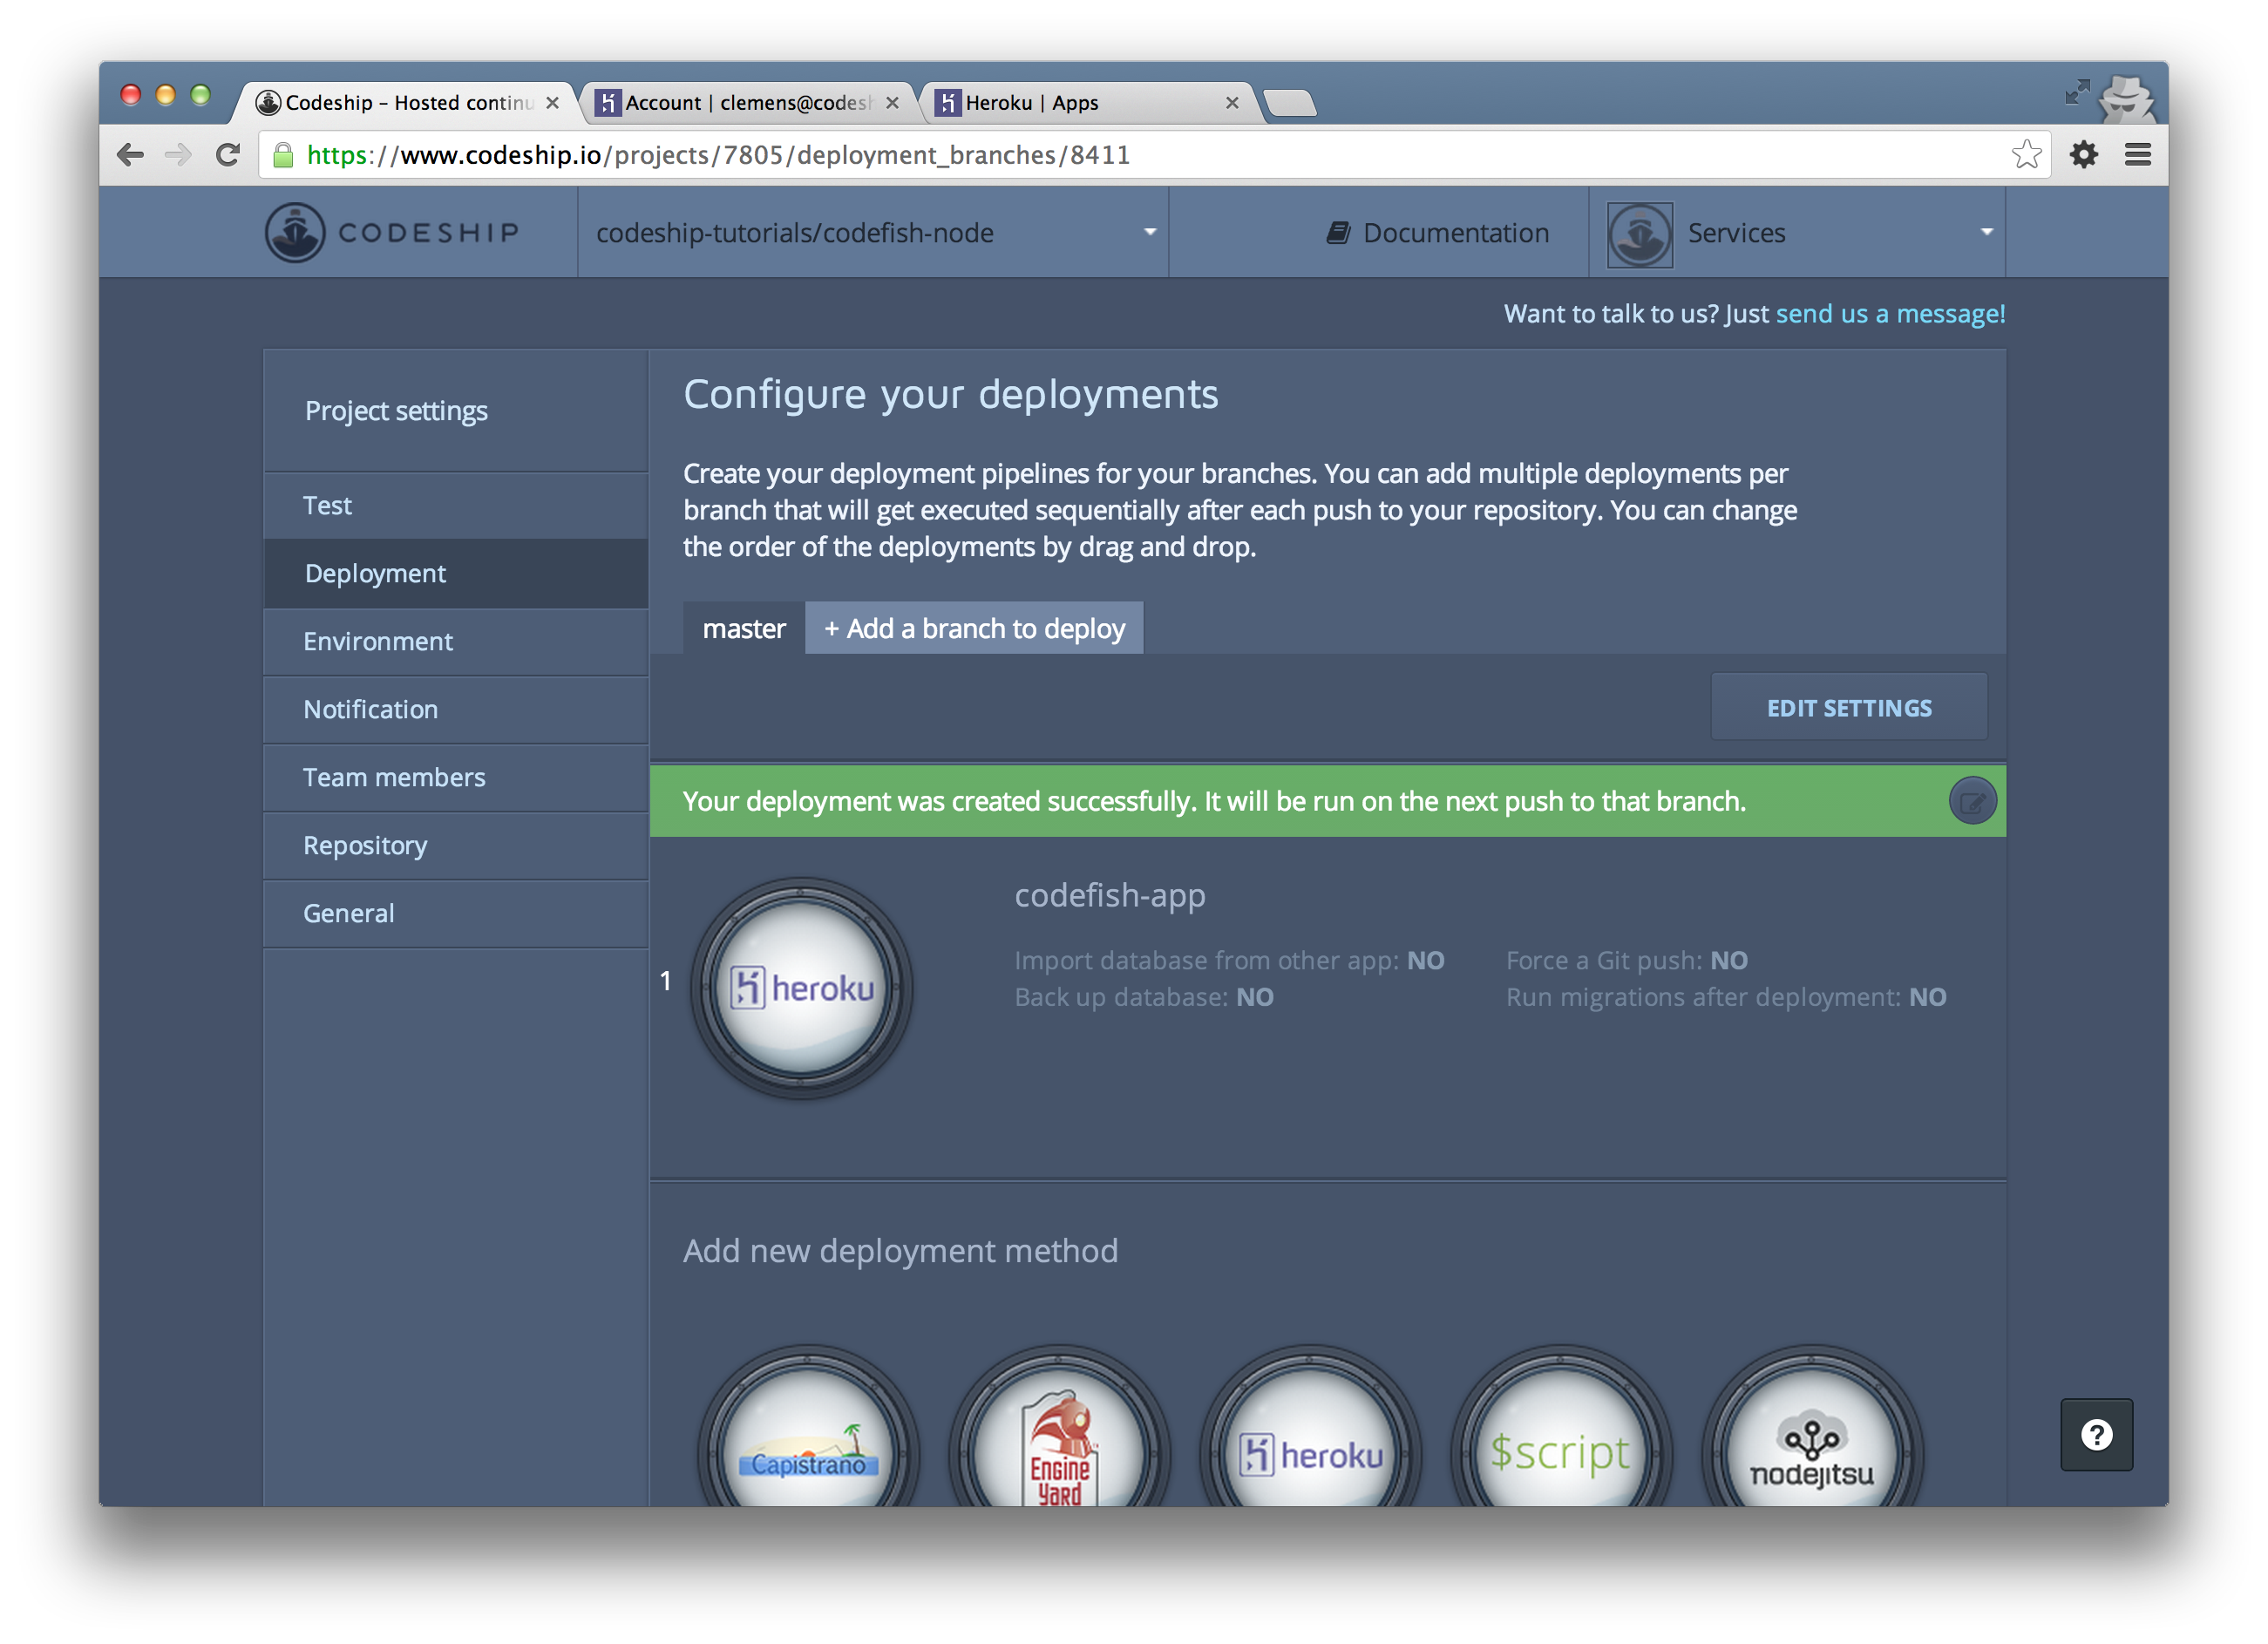 Codeship – Hosted continu
Account | clemens@codesh
Heroku | Apps
https://www.codeship.io/projects/7805/deployment_branches/8411
CODESHIP
codeship-tutorials/codefish-node
Documentation
Services
Want to talk to us? Just send us a message!
Project settings
Test
Deployment
Environment
Notification
Team members
Repository
General
Configure your deployments
Create your deployment pipelines for your branches. You can add multiple deployments per
branch that will get executed sequentially after each push to your repository. You can change
the order of the deployments by drag and drop.
master
+ Add a branch to deploy
EDIT SETTINGS
Your deployment was created successfully. It will be run on the next push to that branch.
1
heroku
codefish-app
Import database from other app: NO
Force a Git push: NO
Back up database: NO
Run migrations after deployment: NO
Add new deployment method
Capistrano
Engine
Yard
heroku
$script
nodejitsu
?